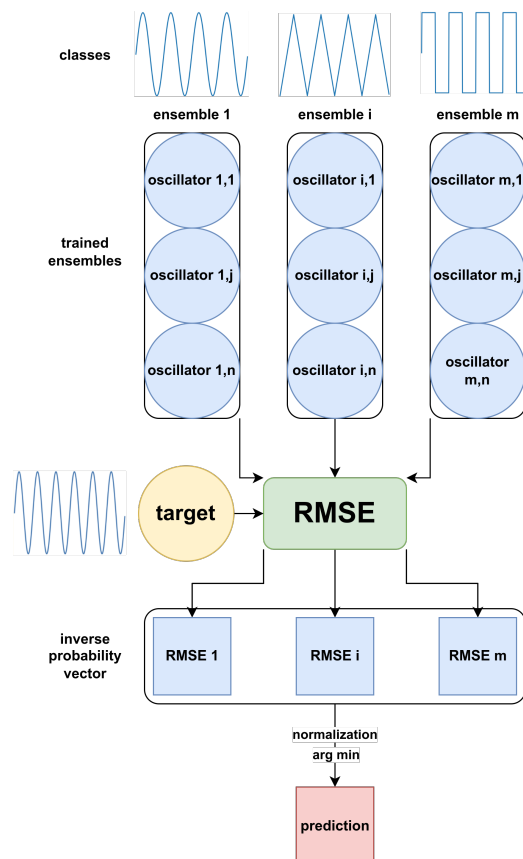 classes
ensemble 1
ensemble i
ensemble m
trained
ensembles
oscillator 1,1
oscillator i,1
oscillator m,1
oscillator 1,j
oscillator i,j
oscillator m,j
oscillator 1,n
oscillator i,n
oscillator
m,n
target
RMSE
inverse
probability
vector
RMSE 1
RMSE i
RMSE m
normalization
arg min
prediction